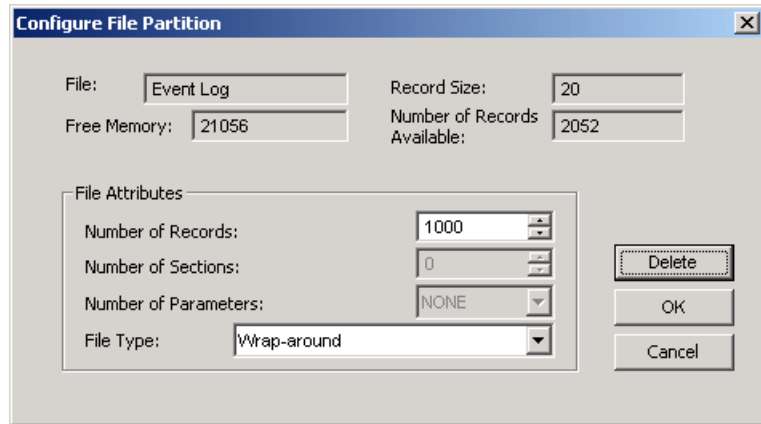 Configure File Partition
File: Event Log
Record Size: 20
Free Memory: 21056
Number of Records
Available: 2052
File Attributes
Number of Records: 1000
Number of Sections: 0
Number of Parameters: NONE
File Type: Wrap-around
Delete
OK
Cancel